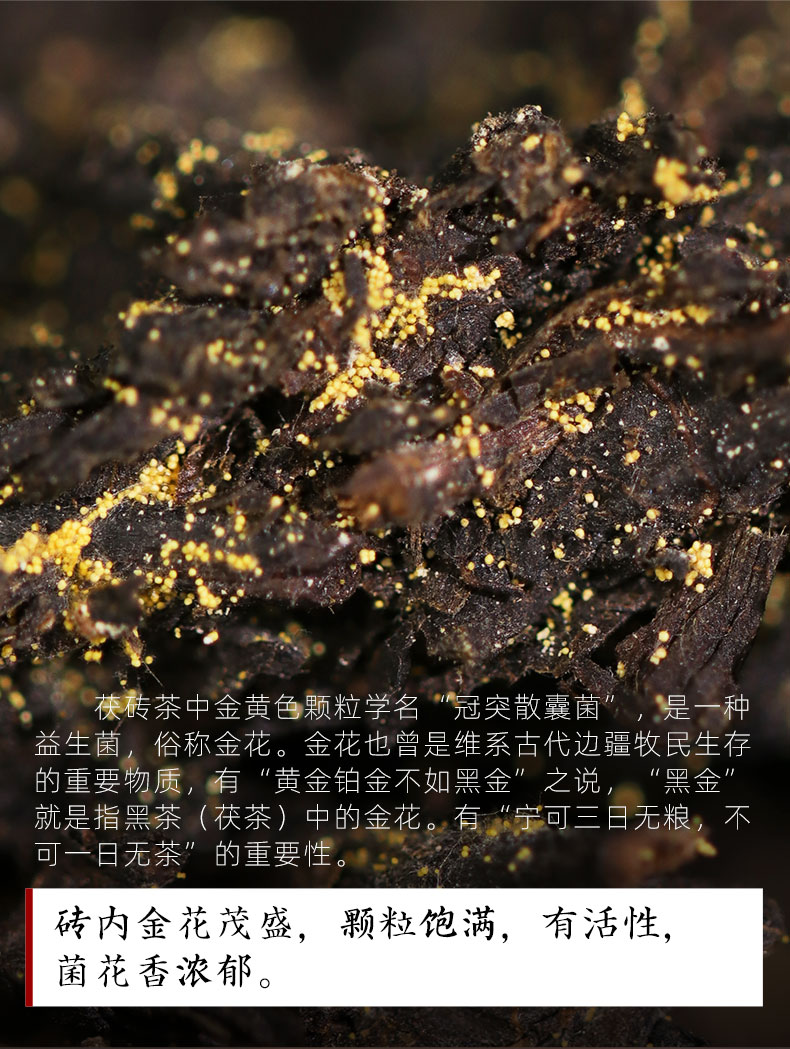 茯砖茶中金黄色颗粒学名“冠突散囊菌”，是一种
益生菌，俗称金花。金花也曾是维系古代边疆牧民生存
的重要物质，有“黄金铂金不如黑金”之说，“黑金”
就是指黑茶（茯茶）中的金花。有“宁可三日无粮，不
可一日无茶”的重要性。
砖内金花茂盛，颗粒饱满，有活性，
菌花香浓郁。